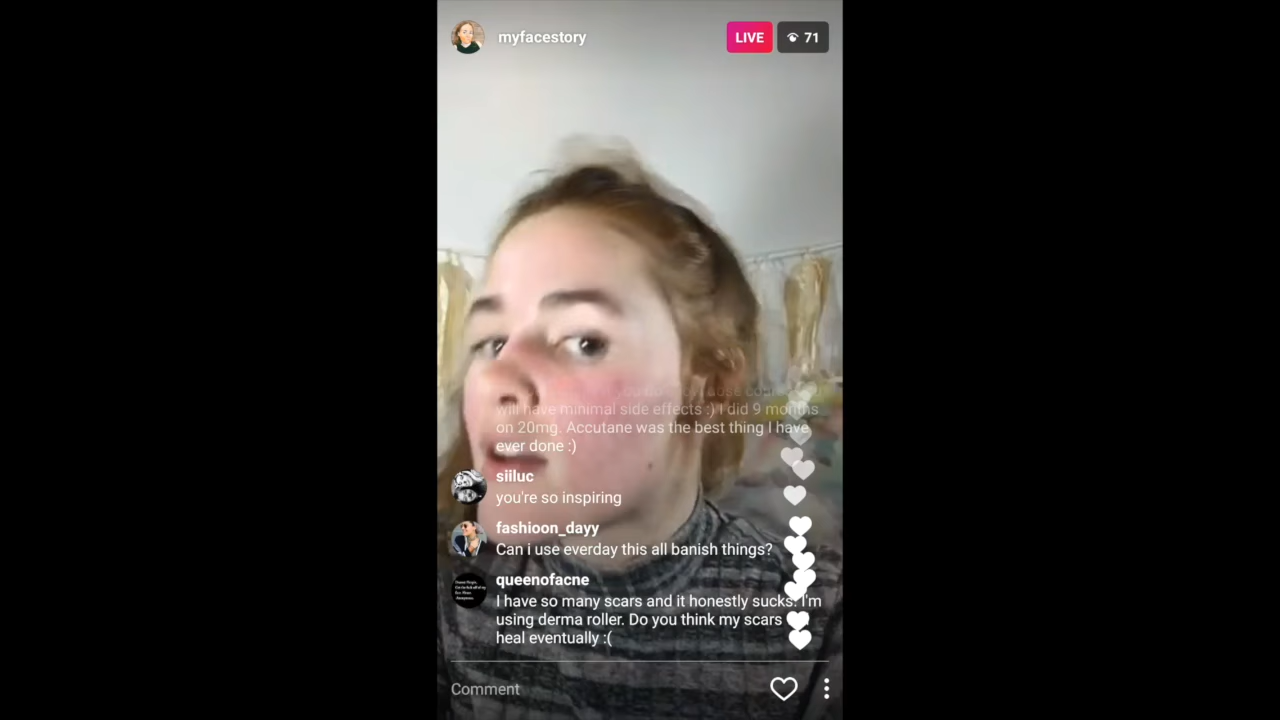 myfacestory
LIVE
71
will have minimal side effects :) I did 9 months
on 20mg. Accutane was the best thing I have
ever done :)
siiluc
you're so inspiring
fashioon_dayy
Can i use everday this all banish things?
queenofacne
I have so many scars and it honestly sucks. I'm
using derma roller. Do you think my scars
heal eventually :(
Comment